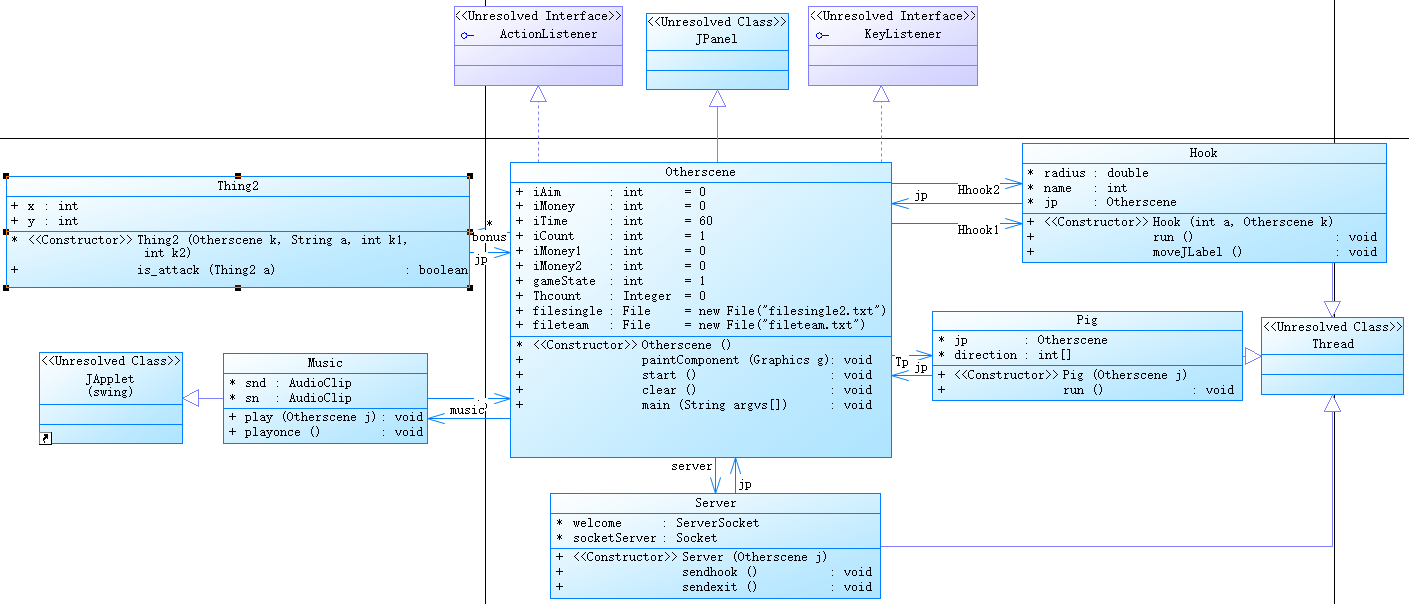 <<Unresolved Interface>>
ActionListener
<<Unresolved Class>>
JPanel
<<Unresolved Interface>>
KeyListener
Thing2
+ x : int
+ y : int
* <<Constructor>> Thing2 (Otherscene k, String a, int k1,
int k2)
+ is_attack (Thing2 a) : boolean
*
bonus
jp
Otherscene
+ iAim : int = 0
+ iMoney : int = 0
+ iTime : int = 60
+ iCount : int = 1
+ iMoney1 : int = 0
+ iMoney2 : int = 0
+ gameState : int = 1
+ Thcount : Integer = 0
+ filesingle : File = new File("filesingle2.txt")
+ fileteam : File = new File("fileteam.txt")
* <<Constructor>> Otherscene ()
+ paintComponent (Graphics g) : void
+ start () : void
+ clear () : void
+ main (String argvs[]) : void
Hhook2
jp
Hhook1
Hook
* radius : double
* name : int
* jp : Otherscene
+ <<Constructor>> Hook (int a, Otherscene k)
+ run () : void
+ moveJLabel () : void
Tp
jp
Pig
* jp : Otherscene
* direction : int[]
+ <<Constructor>> Pig (Otherscene j)
+ run () : void
<<Unresolved Class>>
Thread
<<Unresolved Class>>
JApplet
(swing)
Music
* snd : AudioClip
* sn : AudioClip
+ play (Otherscene j) : void
+ playonce () : void
music
server
jp
Server
* welcome : ServerSocket
* socketServer : Socket
+ <<Constructor>> Server (Otherscene j)
+ sendhook () : void
+ sendexit () : void